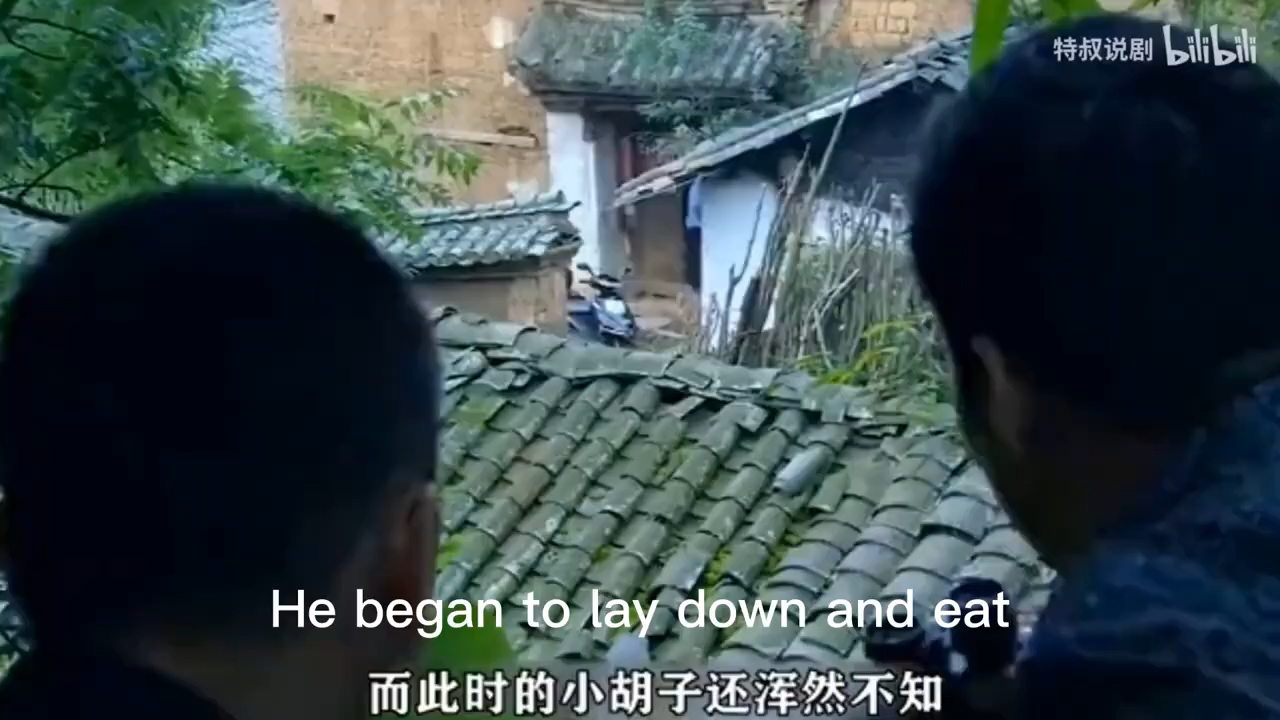 特叔说剧 bilibili
He began to lay down and eat
而此时的小胡子还浑然不知